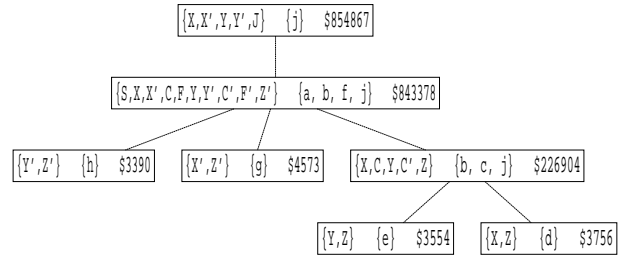 {X,X',Y,Y',J} {j} $854867
{S,X,X',C,F,Y,Y',C',F',Z'} {a, b, f, j} $843378
{Y',Z'} {h} $3390
{X',Z'} {g} $4573
{X,C,Y,C',Z} {b, c, j} $226904
{Y,Z} {e} $3554
{X,Z} {d} $3756